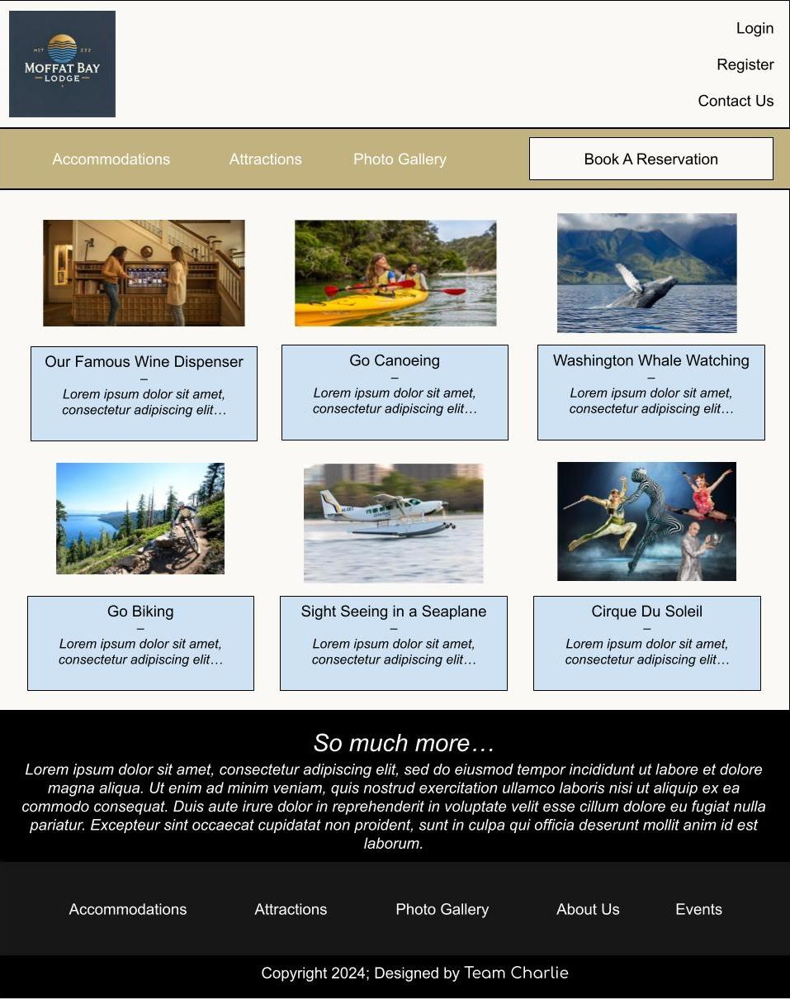 MOFFAT BAY
LODGE
Login
Register
Contact Us
Accommodations Attractions Photo Gallery Book A Reservation
Our Famous Wine Dispenser
–
Lorem ipsum dolor sit amet,
consectetur adipiscing elit…
Go Canoeing
–
Lorem ipsum dolor sit amet,
consectetur adipiscing elit…
Washington Whale Watching
–
Lorem ipsum dolor sit amet,
consectetur adipiscing elit…
Go Biking
–
Lorem ipsum dolor sit amet,
consectetur adipiscing elit…
Sight Seeing in a Seaplane
–
Lorem ipsum dolor sit amet,
consectetur adipiscing elit…
Cirque Du Soleil
–
Lorem ipsum dolor sit amet,
consectetur adipiscing elit…
So much more…
Lorem ipsum dolor sit amet, consectetur adipiscing elit, sed do eiusmod tempor incididunt ut labore et dolore
magna aliqua. Ut enim ad minim veniam, quis nostrud exercitation ullamco laboris nisi ut aliquip ex ea
commodo consequat. Duis aute irure dolor in reprehenderit in voluptate velit esse cillum dolore eu fugiat nulla
pariatur. Excepteur sint occaecat cupidatat non proident, sunt in culpa qui officia deserunt mollit anim id est
laborum.
Accommodations Attractions Photo Gallery About Us Events
Copyright 2024; Designed by Team Charlie